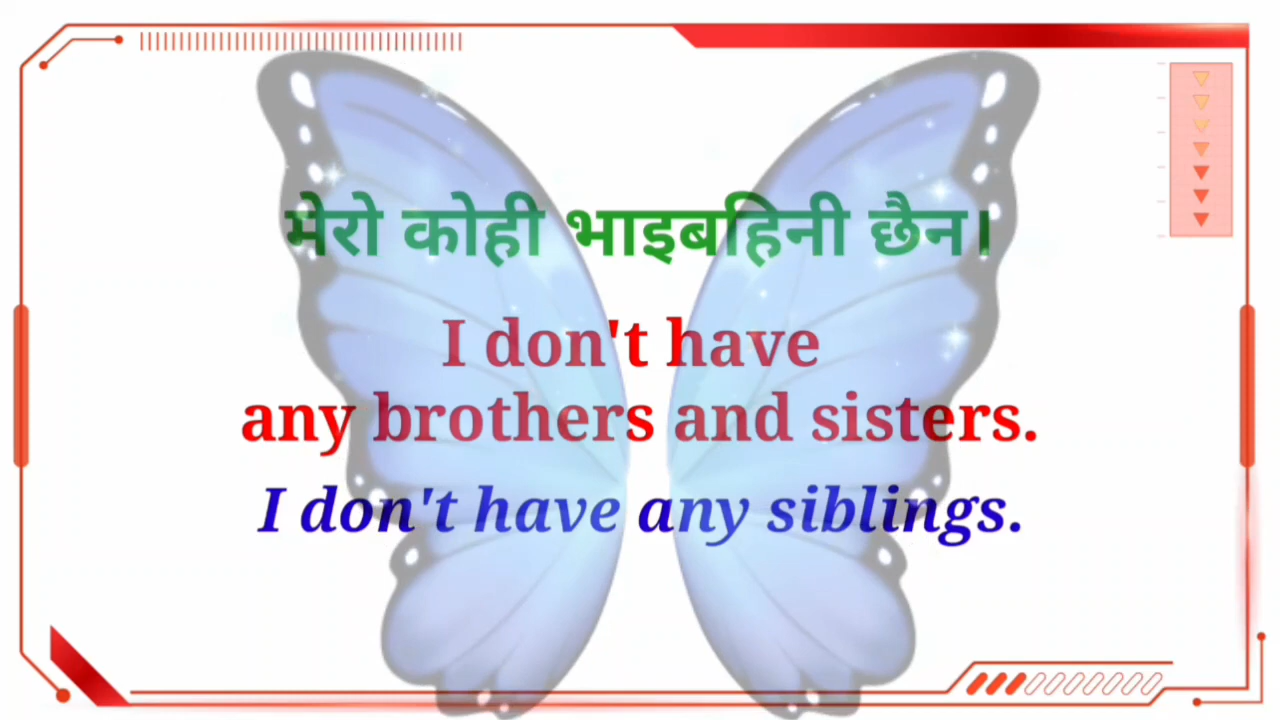 मेरो कोही भाइबहिनी छैन।
I don't have
any brothers and sisters.
I don't have any siblings.